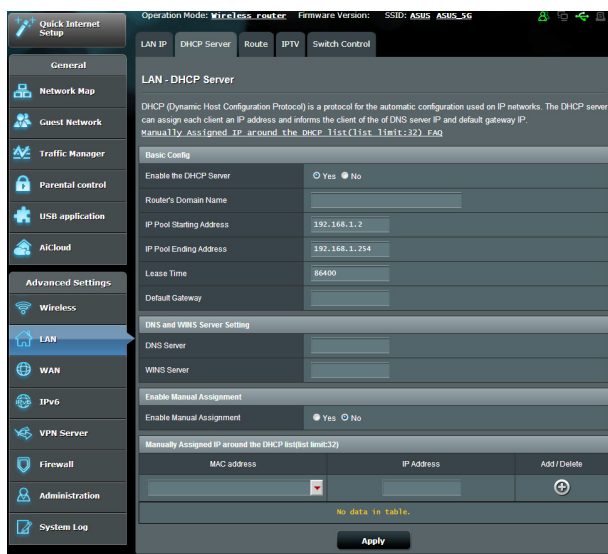 Quick Internet Setup
General
Network Map
Guest Network
Traffic Manager
Parental control
USB application
AiCloud
Advanced Settings
Wireless
LAN
WAN
IPv6
VPN Server
Firewall
Administration
System Log
Operation Mode: Wireless router Firmware Version: SSID: ASUS ASUS_5G
LAN IP DHCP Server Route IPTV Switch Control
LAN - DHCP Server
DHCP (Dynamic Host Configuration Protocol) is a protocol for the automatic configuration used on IP networks. The DHCP server
can assign each client an IP address and informs the client of the of DNS server IP and default gateway IP.
Manually Assigned IP around the DHCP list(list limit:32) FAQ
Basic Config
Enable the DHCP Server Yes No
Router's Domain Name
IP Pool Starting Address 192.168.1.2
IP Pool Ending Address 192.168.1.254
Lease Time 86400
Default Gateway
DNS and WINS Server Setting
DNS Server
WINS Server
Enable Manual Assignment
Enable Manual Assignment Yes No
Manually Assigned IP around the DHCP list(list limit:32)
MAC address IP Address Add / Delete
No data in table.
Apply